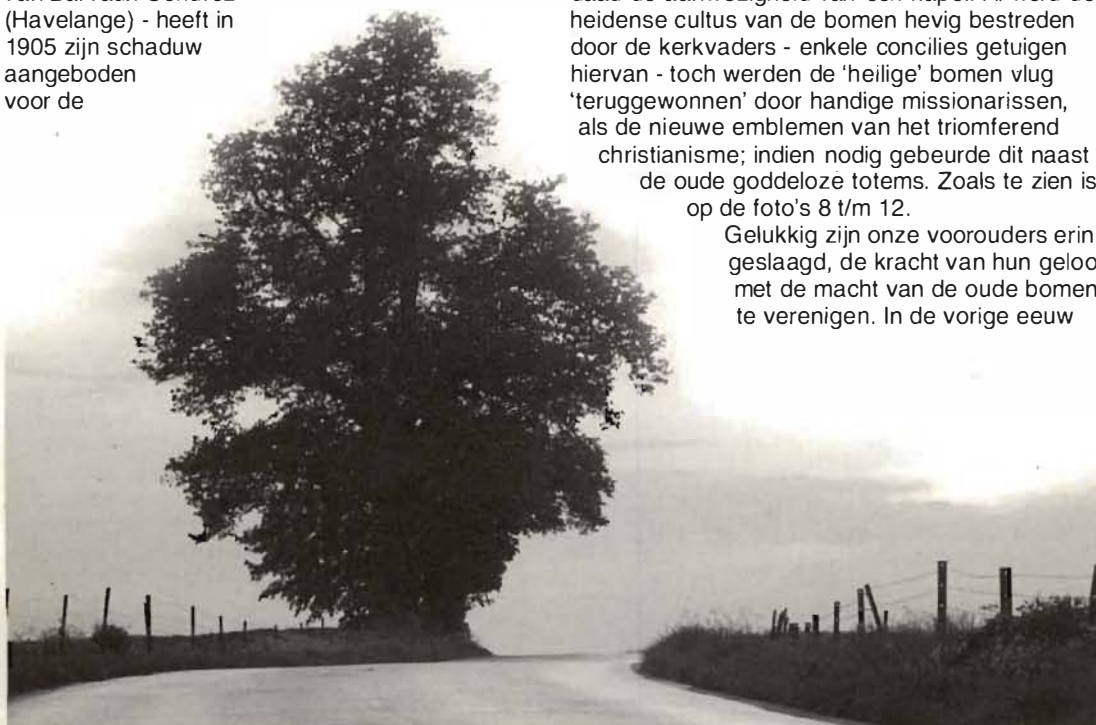 (Havelange) - heeft in
1905 zijn schaduw
aangeboden
voor de
heidense cultus van de bomen hevig bestreden
door de kerkvaders - enkele concilies getuigen
hiervan - toch werden de ‘heilige’ bomen vlug
‘teruggewonnen’ door handige missionarissen,
als de nieuwe emblemen van het triomferend
christianisme; indien nodig gebeurde dit naast
de oude goddeloze totems. Zoals te zien is
op de foto's 8 t/m 12.
Gelukkig zijn onze voorouders erin
geslaagd, de kracht van hun geloo
met de macht van de oude bomen
te verenigen. In de vorige eeuw